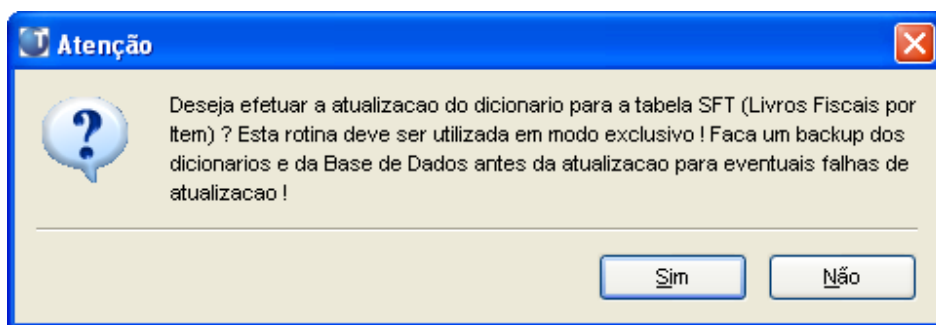 Atenção
Deseja efetuar a atualizacao do dicionario para a tabela SFT (Livros Fiscais por
Item) ? Esta rotina deve ser utilizada em modo exclusivo ! Faca um backup dos
dicionarios e da Base de Dados antes da atualizacao para eventuais falhas de
atualizacao !
Sim
Não